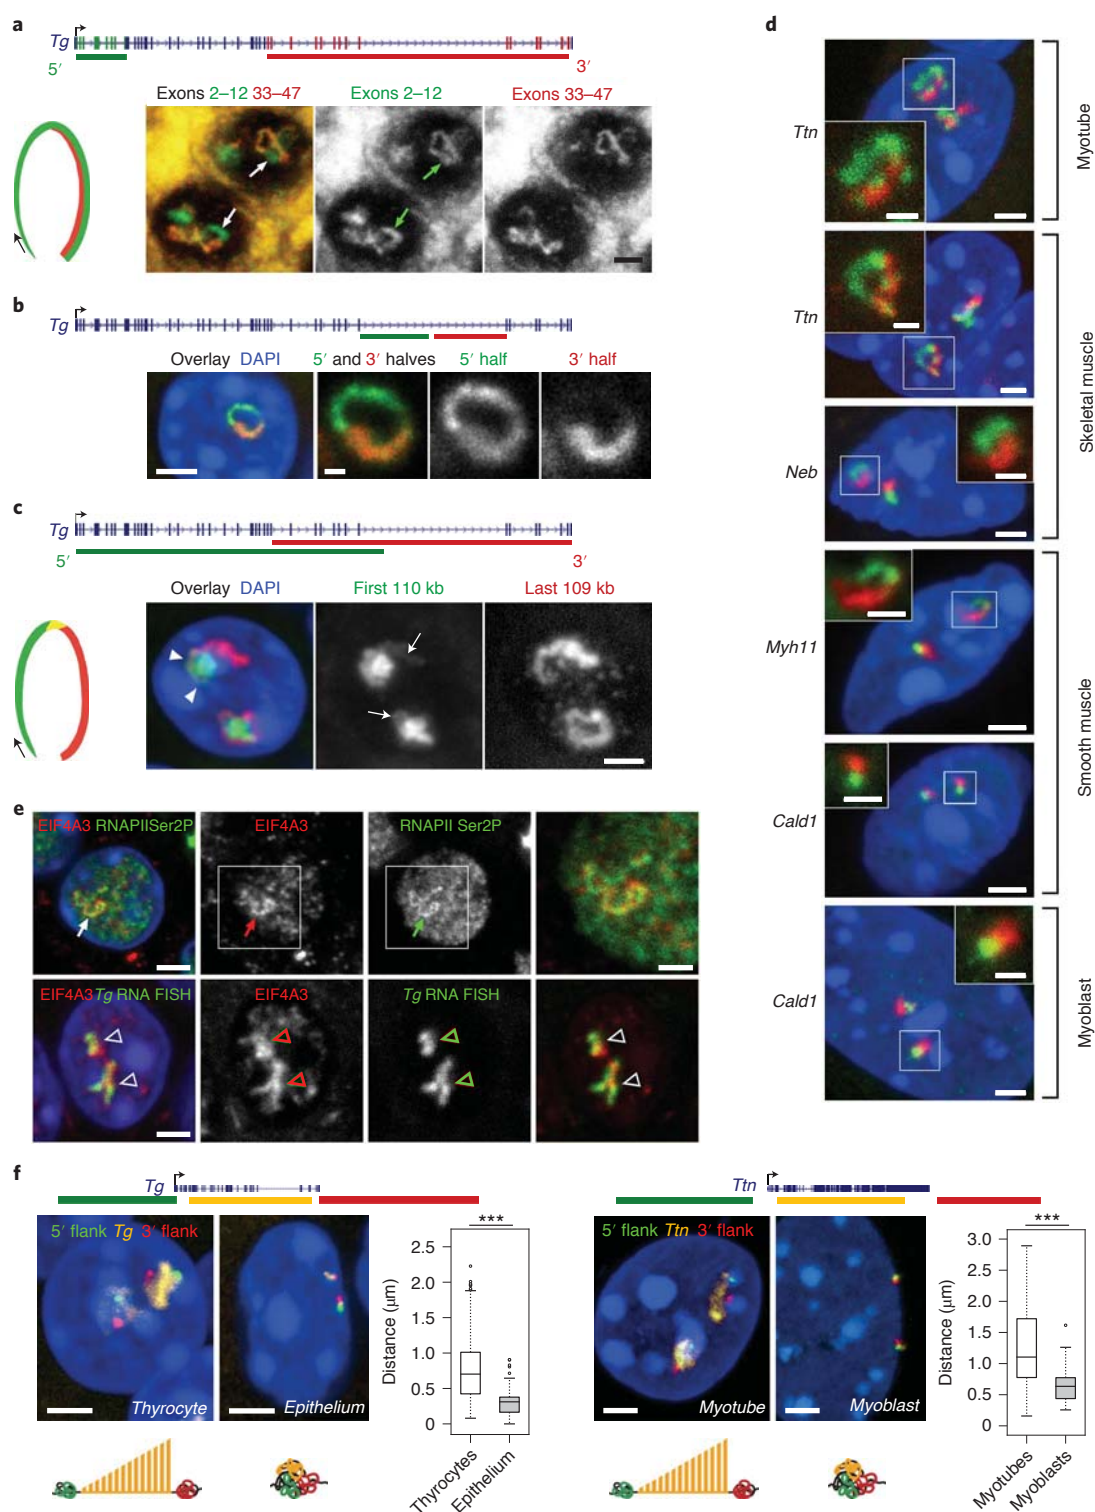 a
Tg
5′
3′
Exons 2–12 33–47
Exons 2–12
Exons 33–47
b
Tg
Overlay DAPI
5′ and 3′ halves
5′ half
3′ half
c
Tg
5′
3′
Overlay DAPI
First 110 kb
Last 109 kb
d
Ttn
Myotube
Ttn
Neb
Skeletal muscle
Myh11
Cald1
Smooth muscle
Cald1
Myoblast
e
EIF4A3 RNAPIISer2P
EIF4A3
RNAPII Ser2P
EIF4A3 Tg RNA FISH
EIF4A3
Tg RNA FISH
f
Tg
5′ flank Tg 3′ flank
Thyrocyte
Epithelium
***
Distance (μm)
2.5
2.0
1.5
1.0
0.5
0
Thyrocytes
Epithelium
Ttn
5′ flank Ttn 3′ flank
Myotube
Myoblast
***
Distance (μm)
3.0
2.5
2.0
1.5
1.0
0.5
0
Myotubes
Myoblasts